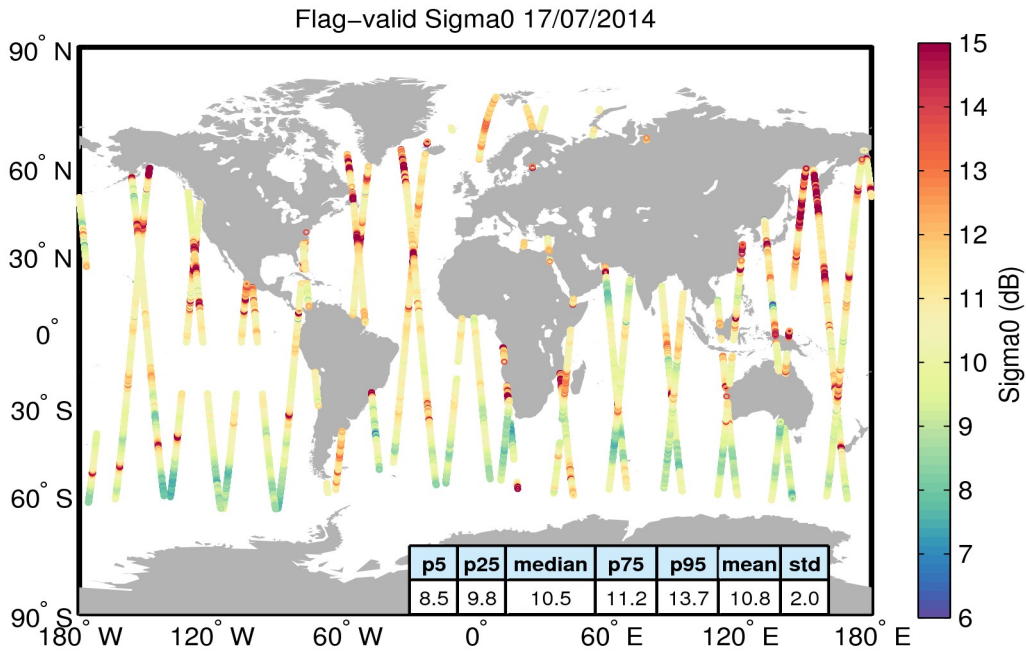 Flag−valid Sigma0 17/07/2014
90° N
60° N
30° N
0°
30° S
60° S
90° S
180° W
120° W
60° W
0°
60° E
120° E
180° E
15
14
13
12
11
10
9
8
7
6
Sigma0 (dB)
p5 p25 median p75 p95 mean std
8.5 9.8 10.5 11.2 13.7 10.8 2.0